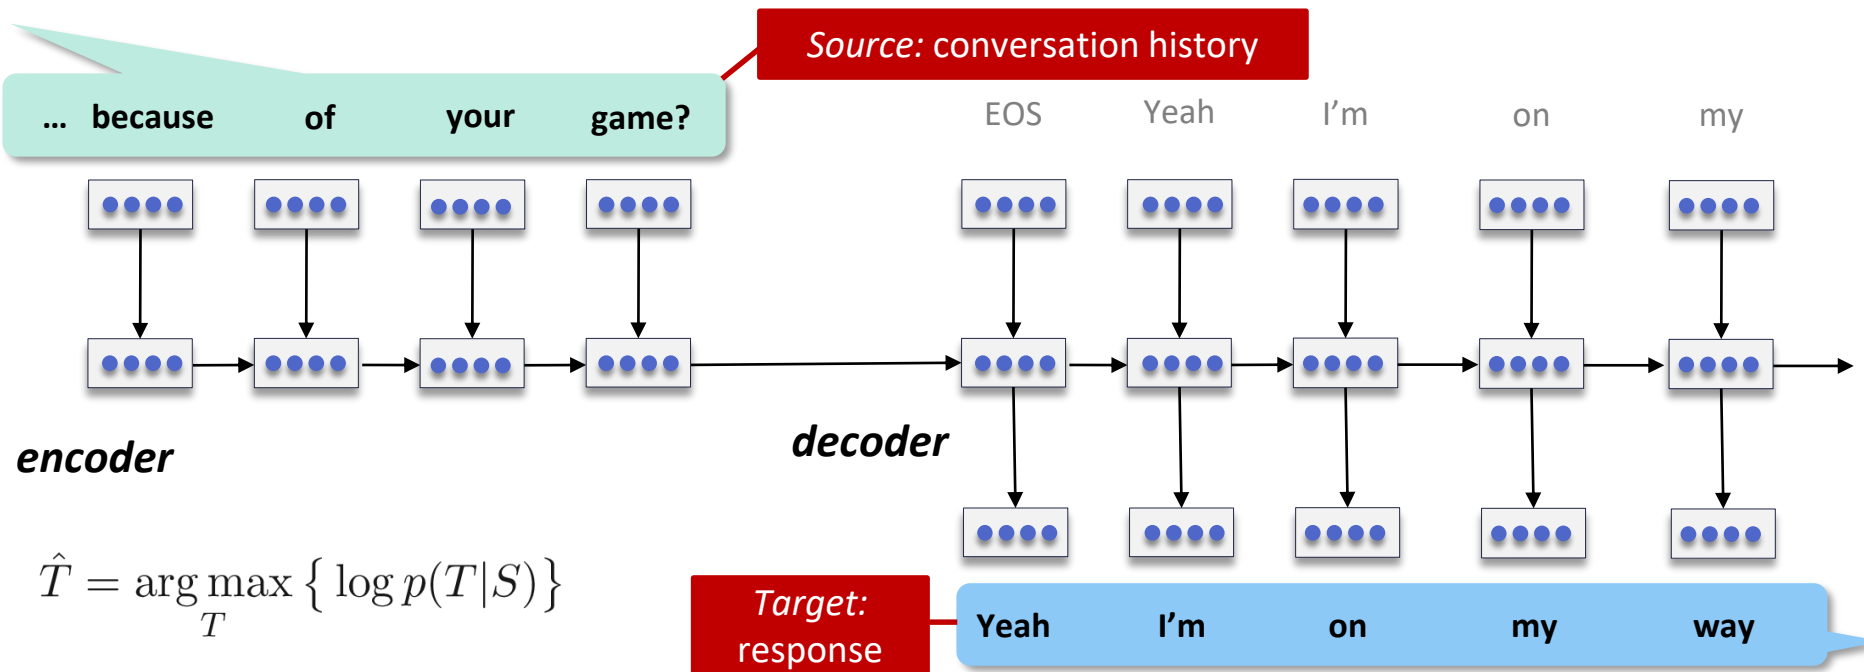 Source: conversation history
... because of your game?
EOS Yeah I'm on my
encoder
decoder
T̂ = arg max { log p(T|S) }
T
Target:
response
Yeah I'm on my way